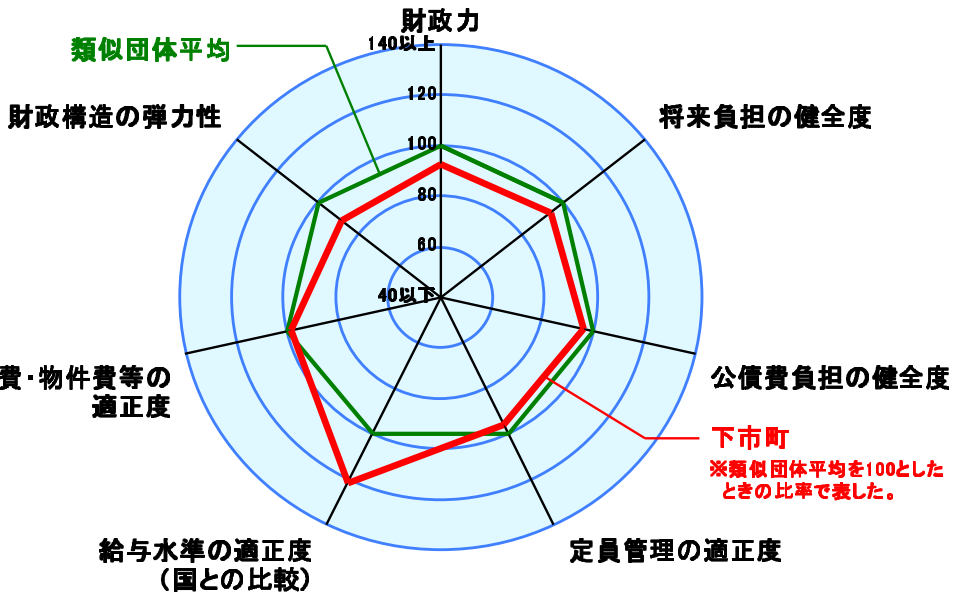 財政力
類似団体平均
140以上
120
100
80
60
40以下
財政構造の弾力性
将来負担の健全度
費・物件費等の
適正度
公債費負担の健全度
下市町
※類似団体平均を100とした
ときの比率で表した。
給与水準の適正度
（国との比較）
定員管理の適正度